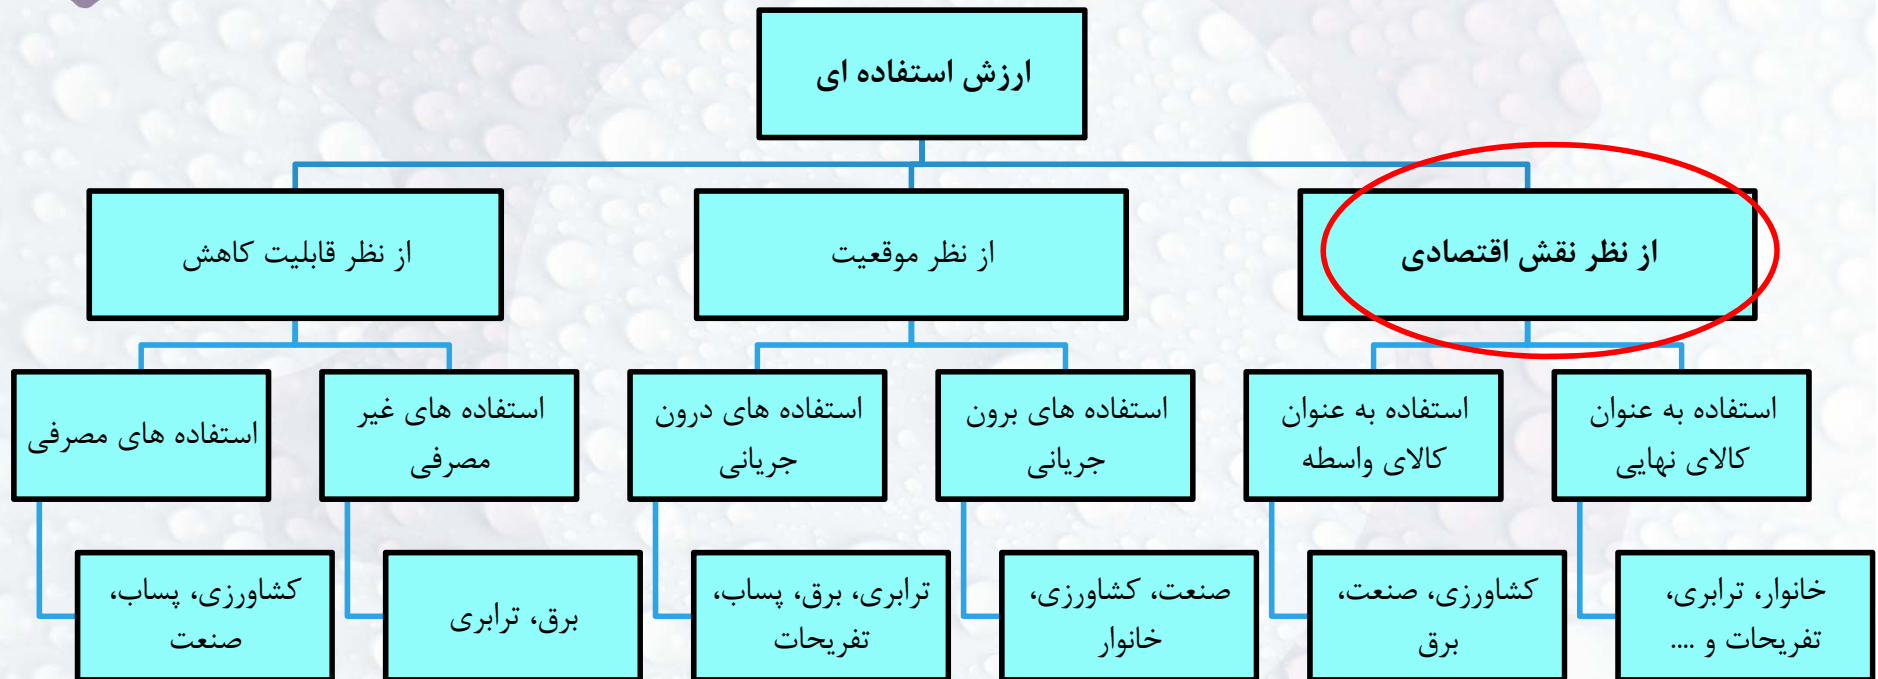 ارزش استفاده ای
از نظر نقش اقتصادی
از نظر موقعیت
از نظر قابلیت کاهش
استفاده به عنوان
کالای نهایی
استفاده به عنوان
کالای واسطه
استفاده های برون
جریانی
استفاده های درون
جریانی
استفاده های غیر
مصرفی
استفاده های مصرفی
خانوار، ترابری،
تفریحات و ....
کشاورزی، صنعت،
برق
صنعت، کشاورزی،
خانوار
ترابری، برق، پساب،
تفریحات
برق، ترابری
کشاورزی، پساب،
صنعت